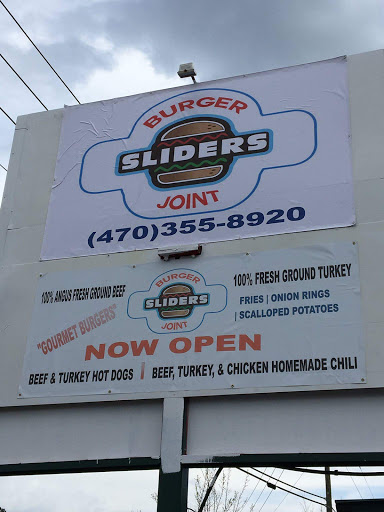 BURGER
SLIDERS
JOINT
(470)355-8920
BURGER
SLIDERS
JOINT
100% ANGUS FRESH GROUND BEEF
"GOURMET BURGERS"
100% FRESH GROUND TURKEY
FRIES | ONION RINGS
| SCALLOPED POTATOES
NOW OPEN
BEEF & TURKEY HOT DOGS | BEEF, TURKEY, & CHICKEN HOMEMADE CHILI